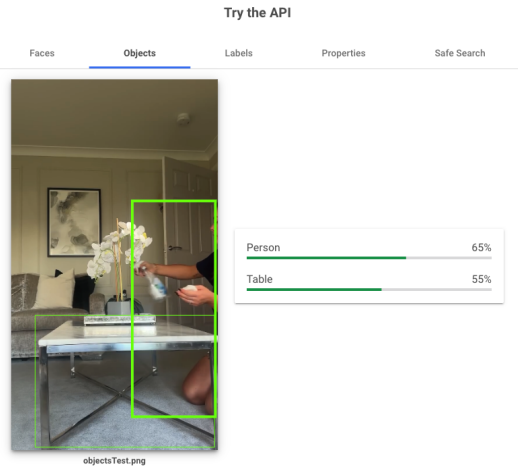 Try the API
Faces Objects Labels Properties Safe Search
Person 65%
Table 55%
objectsTest.png